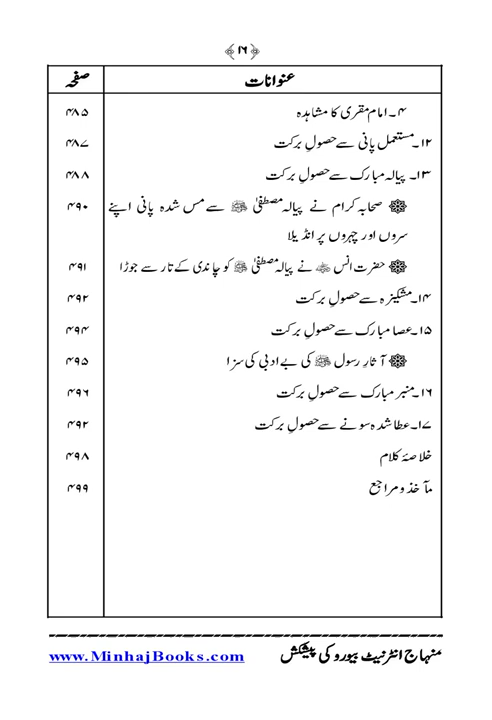 ﴿۱۶﴾
عنوانات صفحہ
۴۔ امام مقری کا مشاہدہ ۴۸۵
۱۲۔ مستعمل پانی سے حصولِ برکت ۴۸۷
۱۳۔ پیالہ مبارک سے حصولِ برکت ۴۸۸
صحابہ کرام نے پیالہ مصطفیٰ ﷺ سے مس شدہ پانی اپنے ۴۹۰
سروں اور چہروں پر انڈیلا
حضرت انس ؓ نے پیالہ مصطفیٰ ﷺ کو چاندی کے تار سے جوڑا ۴۹۱
۱۴۔ مشکیزہ سے حصولِ برکت ۴۹۲
۱۵۔ عصا مبارک سے حصولِ برکت ۴۹۴
آثارِ رسول ﷺ کی بے ادبی کی سزا ۴۹۵
۱۶۔ منبر مبارک سے حصولِ برکت ۴۹۶
۱۷۔ عطا شدہ سونے سے حصولِ برکت ۴۹۲
خلاصۂ کلام ۴۹۸
مآخذ و مراجع ۴۹۹
منہاج انٹرنیٹ بیورو کی پیشکش www.MinhajBooks.com